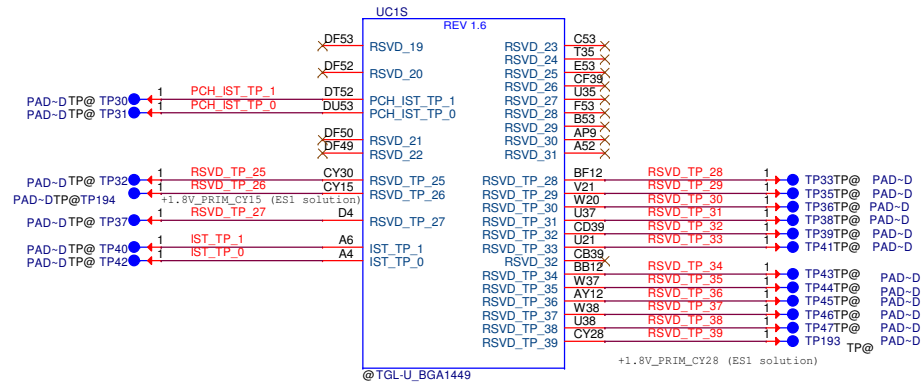 UC1S
REV 1.6
DF53 RSVD_19 RSVD_23 C53
RSVD_24 T35
DF52 RSVD_20 RSVD_25 E53
RSVD_26 CF39
PAD~D TP@ TP30 1 PCH_IST_TP_1 DT52 PCH_IST_TP_1 RSVD_27 U35
PAD~D TP@ TP31 1 PCH_IST_TP_0 DU53 PCH_IST_TP_0 RSVD_28 F53
RSVD_29 B53
DF50 RSVD_21 RSVD_30 AP9
DF49 RSVD_22 RSVD_31 A52
PAD~D TP@ TP32 1 RSVD_TP_25 CY30 RSVD_TP_25 RSVD_TP_28 BF12 RSVD_TP_28 1 TP33TP@ PAD~D
PAD~DTP@TP194 1 RSVD_TP_26 CY15 RSVD_TP_26 RSVD_TP_29 V21 RSVD_TP_29 1 TP35TP@ PAD~D
+1.8V_PRIM_CY15 (ES1 solution) RSVD_TP_30 W20 RSVD_TP_30 1 TP36TP@ PAD~D
PAD~D TP@ TP37 1 RSVD_TP_27 D4 RSVD_TP_27 RSVD_TP_31 U37 RSVD_TP_31 1 TP38TP@ PAD~D
RSVD_TP_32 CD39 RSVD_TP_32 1 TP39TP@ PAD~D
PAD~D TP@ TP40 1 IST_TP_1 A6 IST_TP_1 RSVD_TP_33 U21 RSVD_TP_33 1 TP41TP@ PAD~D
PAD~D TP@ TP42 1 IST_TP_0 A4 IST_TP_0 RSVD_32 CB39
RSVD_TP_34 BB12 RSVD_TP_34 1 TP43TP@ PAD~D
RSVD_TP_35 W37 RSVD_TP_35 1 TP44TP@ PAD~D
RSVD_TP_36 AY12 RSVD_TP_36 1 TP45TP@ PAD~D
RSVD_TP_37 W38 RSVD_TP_37 1 TP46TP@ PAD~D
RSVD_TP_38 U38 RSVD_TP_38 1 TP47TP@ PAD~D
RSVD_TP_39 CY28 RSVD_TP_39 1 TP193 TP@ PAD~D
+1.8V_PRIM_CY28 (ES1 solution)
@TGL-U_BGA1449